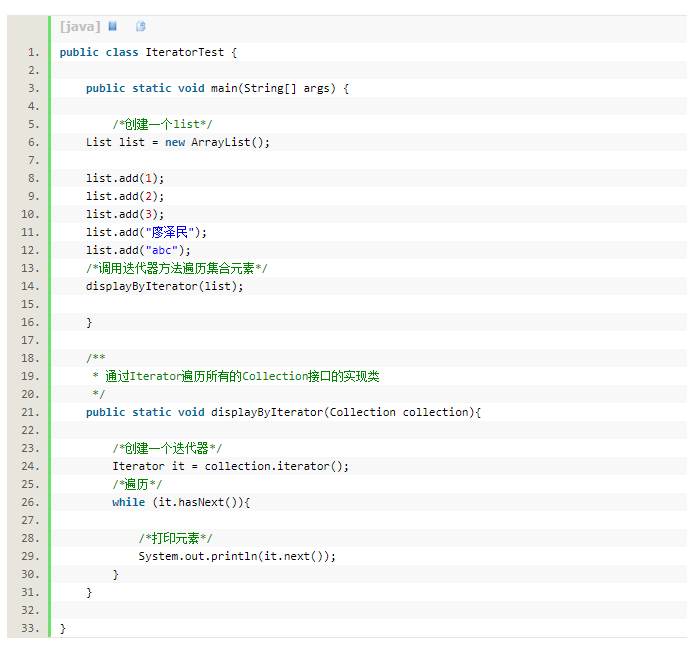 [java]
1. public class IteratorTest {
2.
3. public static void main(String[] args) {
4.
5. /*创建一个list*/
6. List list = new ArrayList();
7.
8. list.add(1);
9. list.add(2);
10. list.add(3);
11. list.add("廖泽民");
12. list.add("abc");
13. /*调用迭代器方法遍历集合元素*/
14. displayByIterator(list);
15.
16. }
17.
18. /**
19. * 通过Iterator遍历所有的Collection接口的实现类
20. */
21. public static void displayByIterator(Collection collection){
22.
23. /*创建一个迭代器*/
24. Iterator it = collection.iterator();
25. /*遍历*/
26. while (it.hasNext()){
27.
28. /*打印元素*/
29. System.out.println(it.next());
30. }
31. }
32.
33. }